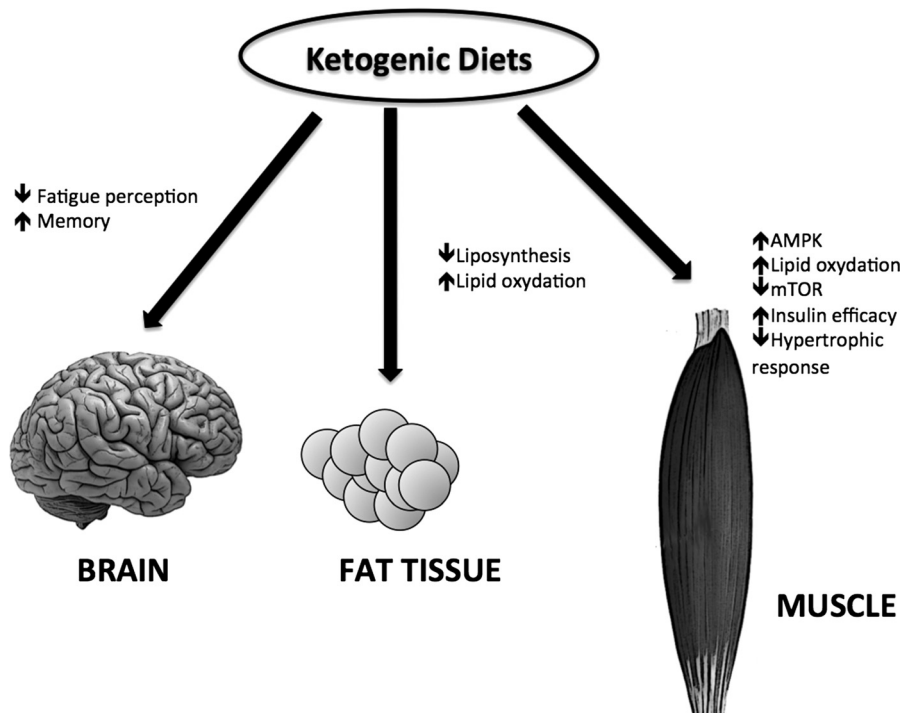 Ketogenic Diets
🡇 Fatigue perception
🡅 Memory
🡇Liposynthesis
🡅Lipid oxydation
🡅AMPK
🡅Lipid oxydation
🡇mTOR
🡅Insulin efficacy
🡇Hypertrophic
response
BRAIN
FAT TISSUE
MUSCLE